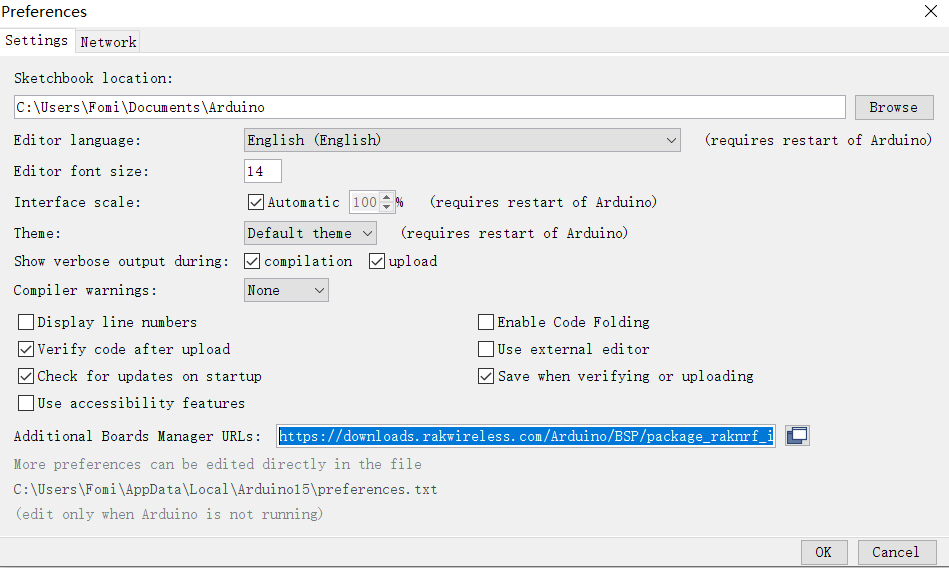 Preferences
Settings Network
Sketchbook location:
C:\Users\Fomi\Documents\Arduino Browse
Editor language: English (English) (requires restart of Arduino)
Editor font size: 14
Interface scale: Automatic 100 % (requires restart of Arduino)
Theme: Default theme (requires restart of Arduino)
Show verbose output during: compilation upload
Compiler warnings: None
Display line numbers Enable Code Folding
Verify code after upload Use external editor
Check for updates on startup Save when verifying or uploading
Use accessibility features
Additional Boards Manager URLs: https://downloads.rakwireless.com/Arduino/BSP/package_raknrf_i
More preferences can be edited directly in the file
C:\Users\Fomi\AppData\Local\Arduino15\preferences.txt
(edit only when Arduino is not running)
OK Cancel